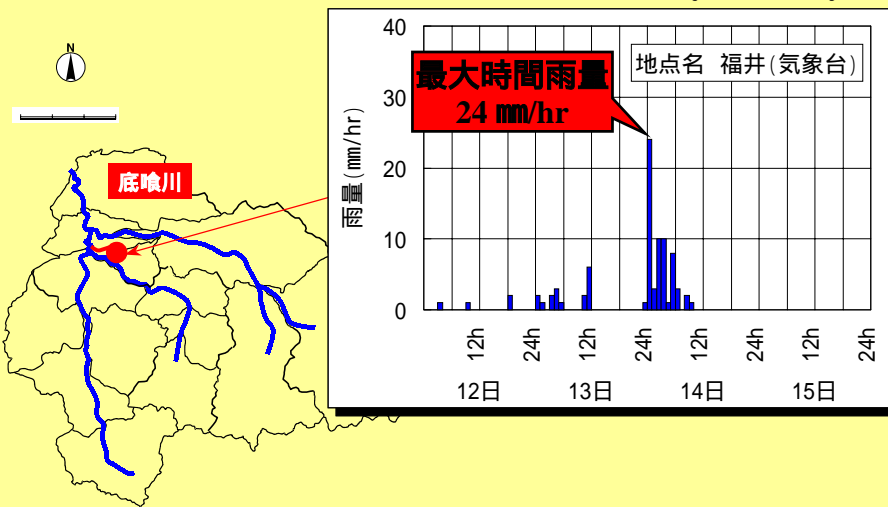 N
底喰川
40
30
20
10
0
雨量(mm/hr)
地点名 福井(気象台)
最大時間雨量
24 ㎜/hr
12h
24h
12h
24h
12h
24h
12h
24h
12日
13日
14日
15日